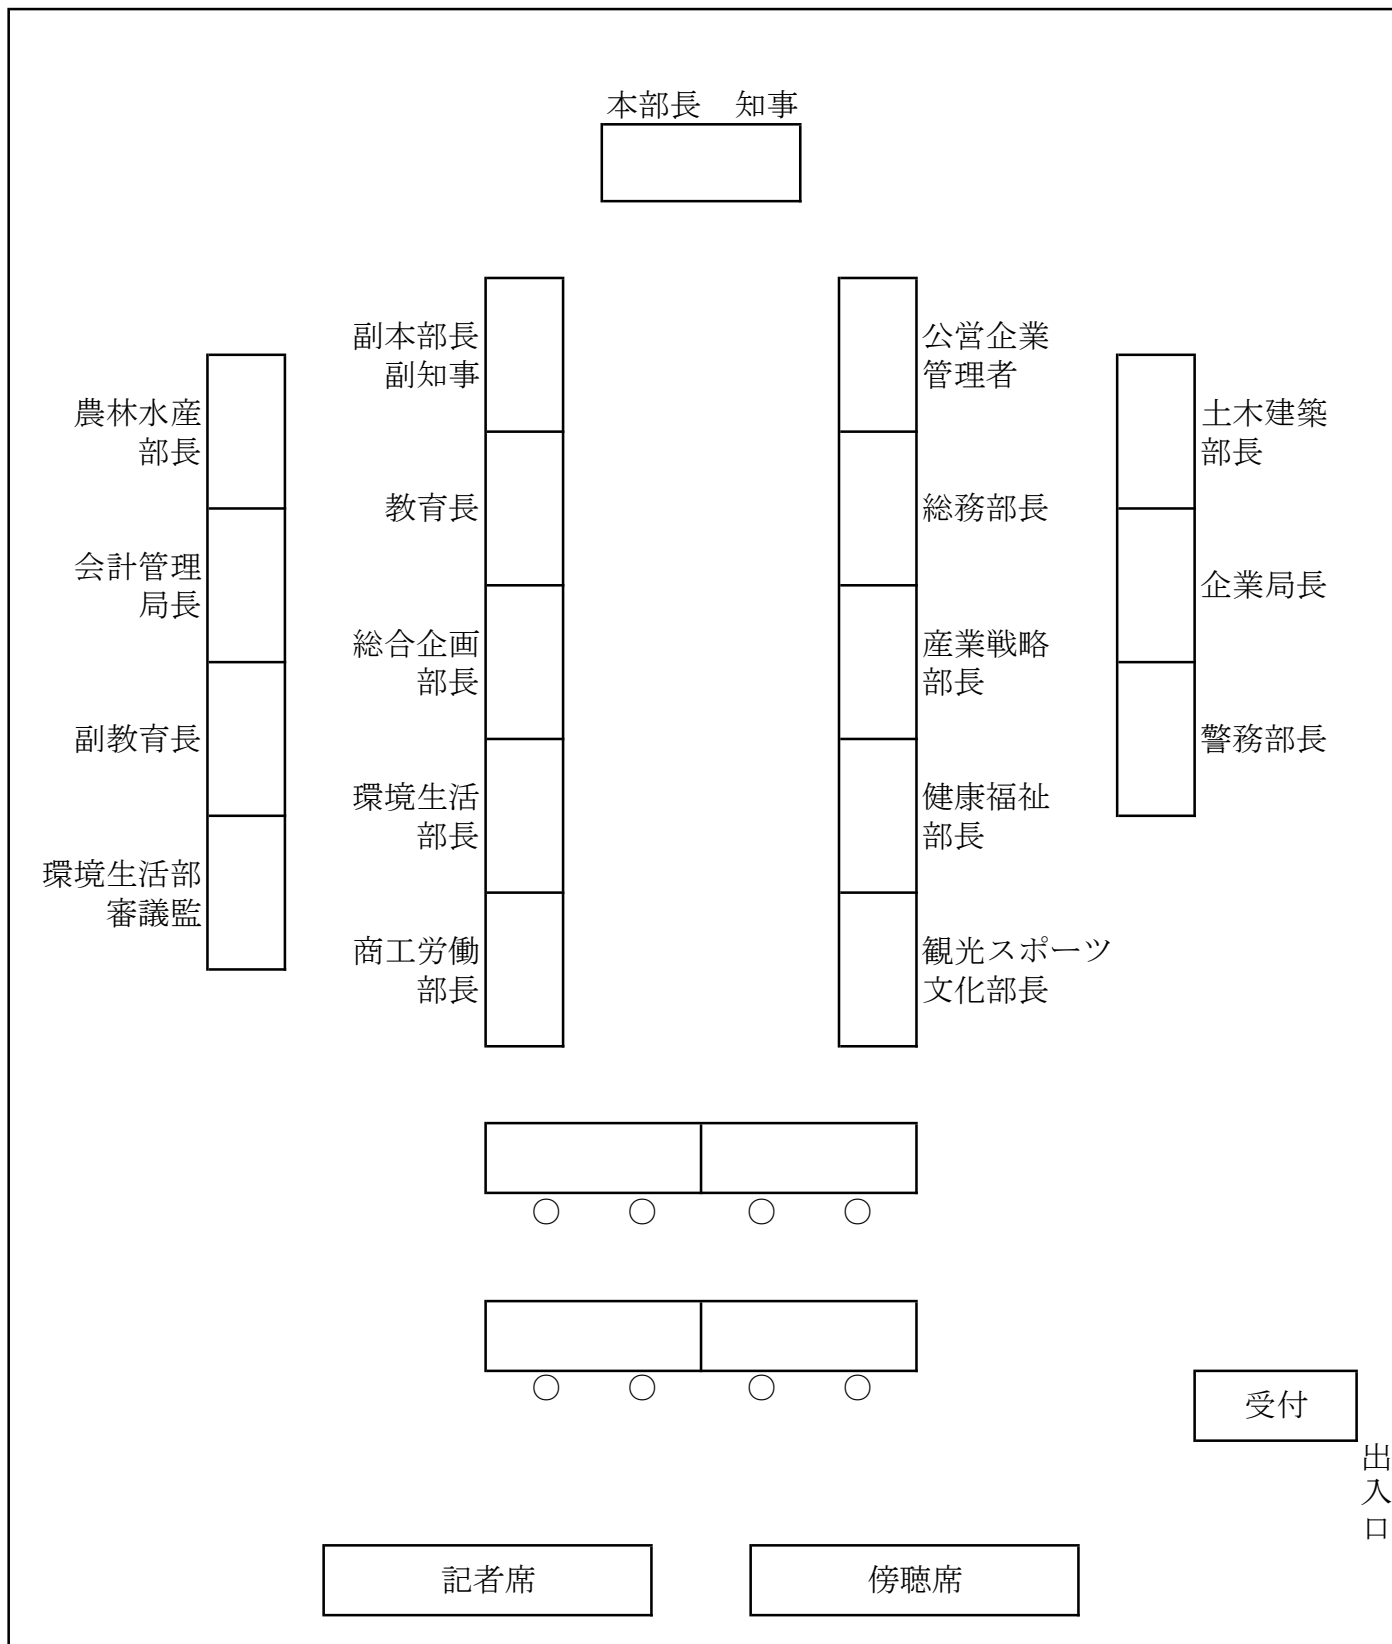 本部長　知事
副本部長
副知事
公営企業
管理者
農林水産
部長
土木建築
部長
教育長
総務部長
会計管理
局長
企業局長
総合企画
部長
産業戦略
部長
副教育長
警務部長
環境生活
部長
健康福祉
部長
環境生活部
審議監
商工労働
部長
観光スポーツ
文化部長
○ ○ ○ ○
○ ○ ○ ○
受付
出入口
記者席
傍聴席